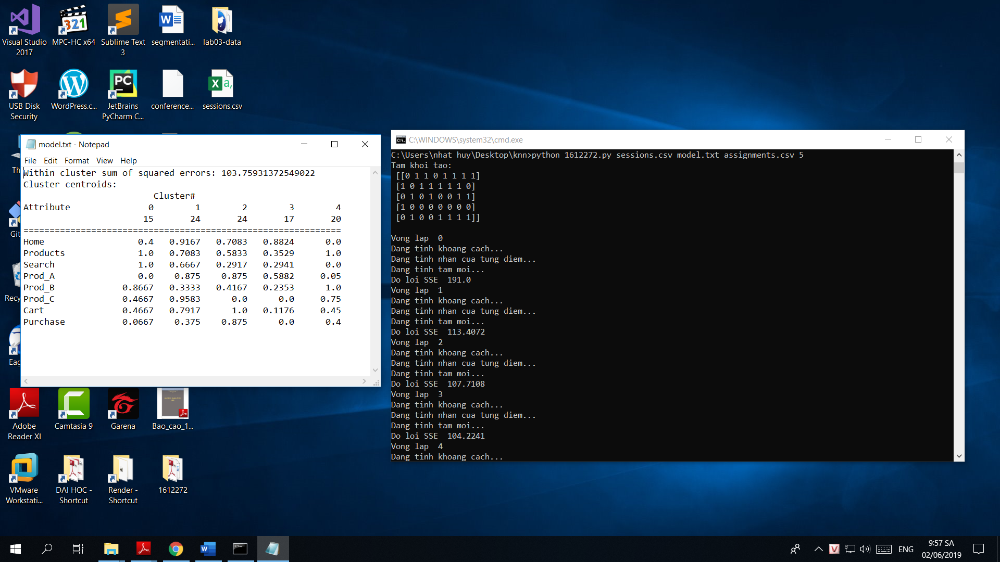 Visual Studio
2017
MPC-HC x64
Sublime Text
3
segmentati...
lab03-data
USB Disk
Security
WordPress.c...
JetBrains
PyCharm C...
conference...
sessions.csv
Th
Git
Recy
Eag
model.txt - Notepad
File Edit Format View Help
Within cluster sum of squared errors: 103.75931372549022
Cluster centroids:
Cluster#
Attribute 0 1 2 3 4
15 24 24 17 20
=============================================================
Home 0.4 0.9167 0.7083 0.8824 0.0
Products 1.0 0.7083 0.5833 0.3529 1.0
Search 1.0 0.6667 0.2917 0.2941 0.0
Prod_A 0.0 0.875 0.875 0.5882 0.05
Prod_B 0.8667 0.3333 0.4167 0.2353 1.0
Prod_C 0.4667 0.9583 0.0 0.0 0.75
Cart 0.4667 0.7917 1.0 0.1176 0.45
Purchase 0.0667 0.375 0.875 0.0 0.4
C:\WINDOWS\system32\cmd.exe
C:\Users\nhat huy\Desktop\knn>python 1612272.py sessions.csv model.txt assignments.csv 5
Tam khoi tao:
[[0 1 1 0 1 1 1 1]
[1 0 1 1 1 1 1 0]
[0 1 0 1 0 0 1 1]
[1 0 0 0 0 0 0 0]
[0 1 0 0 1 1 1 1]]
Vong lap 0
Dang tinh khoang cach...
Dang tinh nhan cua tung diem...
Dang tinh tam moi...
Do loi SSE 191.0
Vong lap 1
Dang tinh khoang cach...
Dang tinh nhan cua tung diem...
Dang tinh tam moi...
Do loi SSE 113.4072
Vong lap 2
Dang tinh khoang cach...
Dang tinh nhan cua tung diem...
Dang tinh tam moi...
Do loi SSE 107.7108
Vong lap 3
Dang tinh khoang cach...
Dang tinh nhan cua tung diem...
Dang tinh tam moi...
Do loi SSE 104.2241
Vong lap 4
Dang tinh khoang cach...
Adobe
Reader XI
Camtasia 9
Garena
Bao_cao_1...
VMware
Workstati...
DAI HOC -
Shortcut
Render -
Shortcut
1612272
ENG
9:57 SA
02/06/2019